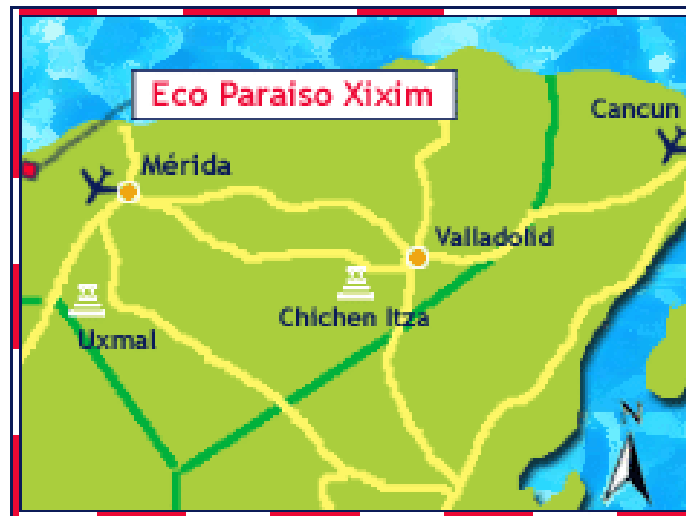 Eco Paraiso Xixim
Cancun
Mérida
Valladolid
Chichen Itza
Uxmal
N